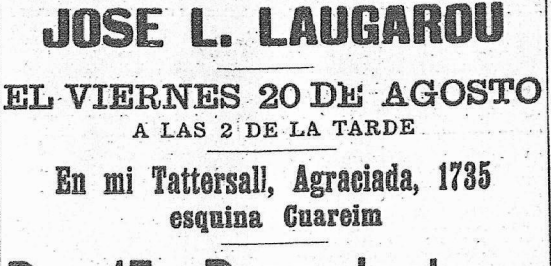 JOSE L. LAUGAROU
EL VIERNES 20 DE AGOSTO
A LAS 2 DE LA TARDE
En mi Tattersall, Agraciada, 1735
esquina Cuareim